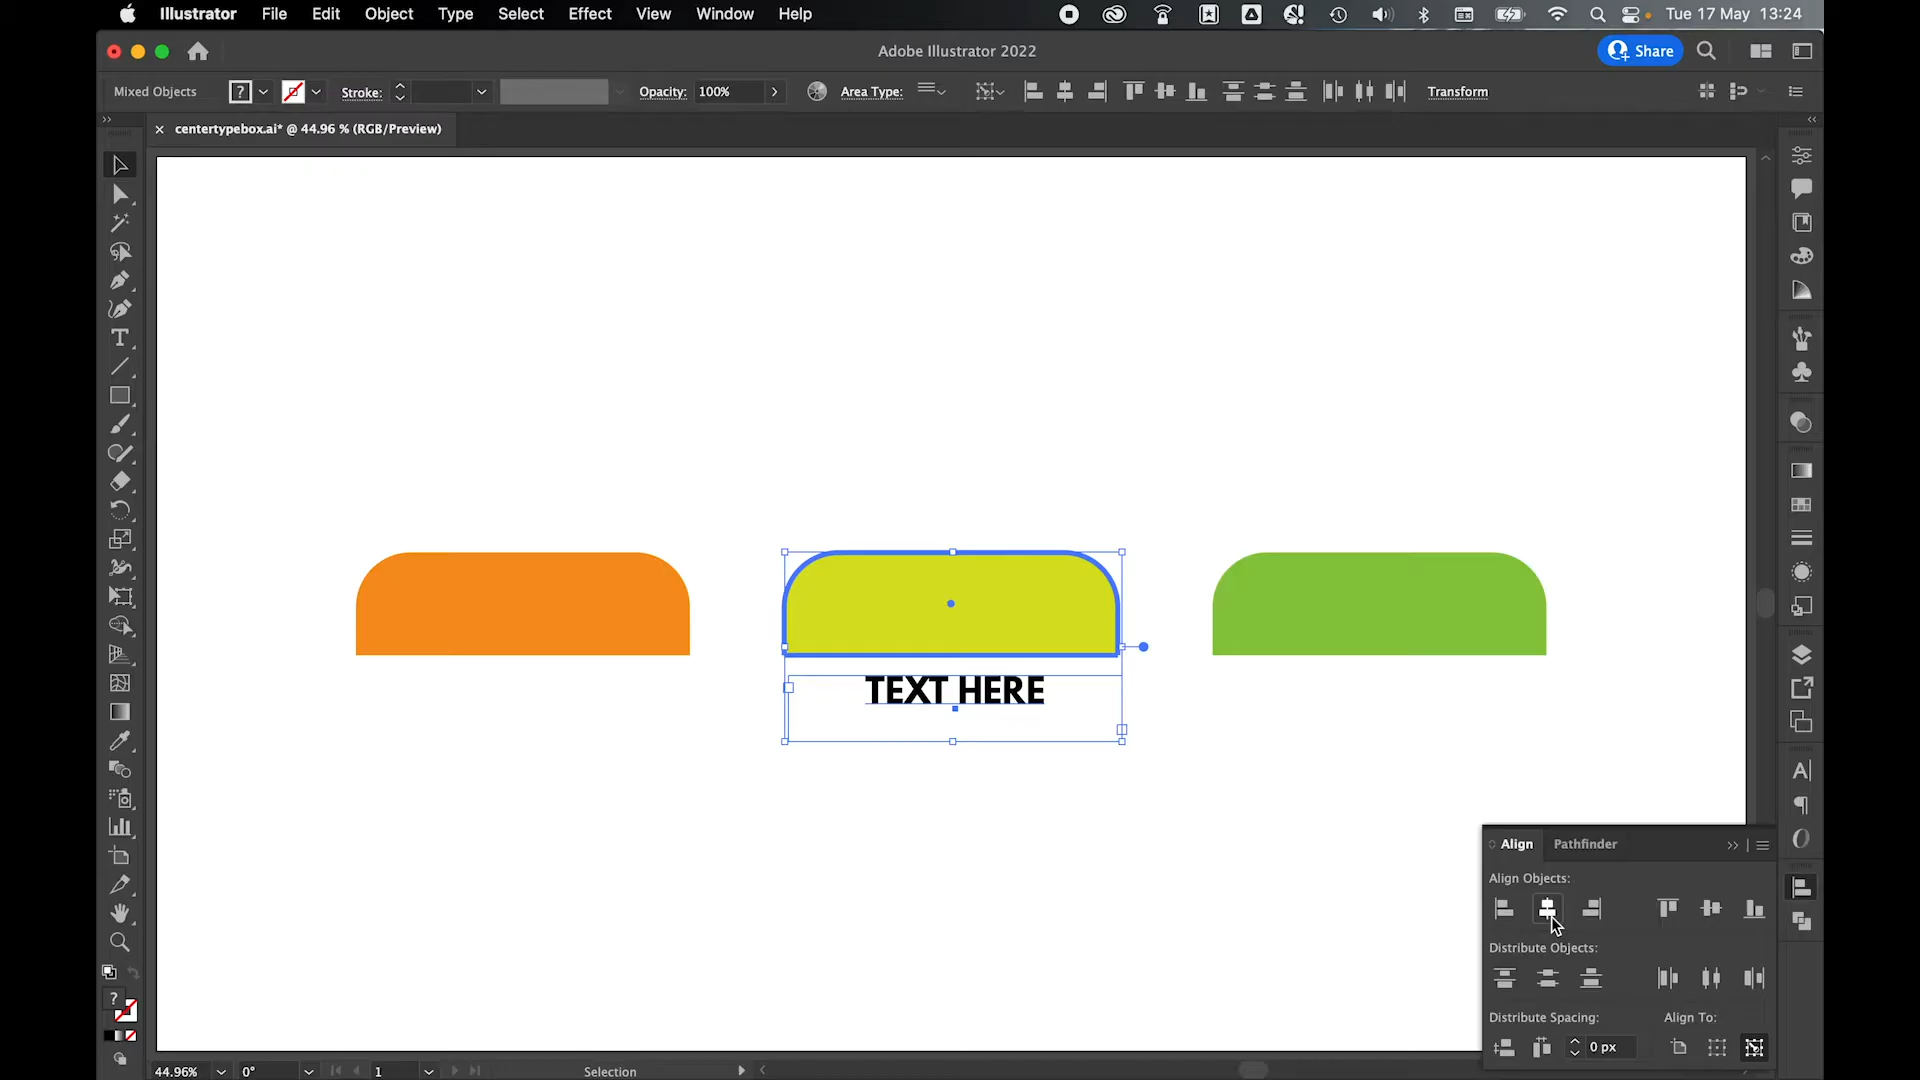 Illustrator File Edit Object Type Select Effect View Window Help Tue 17 May 13:24
Adobe Illustrator 2022 Share
Mixed Objects ? Stroke: Opacity: 100% Area Type: Transform
centertypebox.ai* @ 44.96 % (RGB/Preview)
TEXT HERE
Align Pathfinder
Align Objects:
Distribute Objects:
Distribute Spacing: Align To:
0 px
?
44.96% 0° 1 Selection